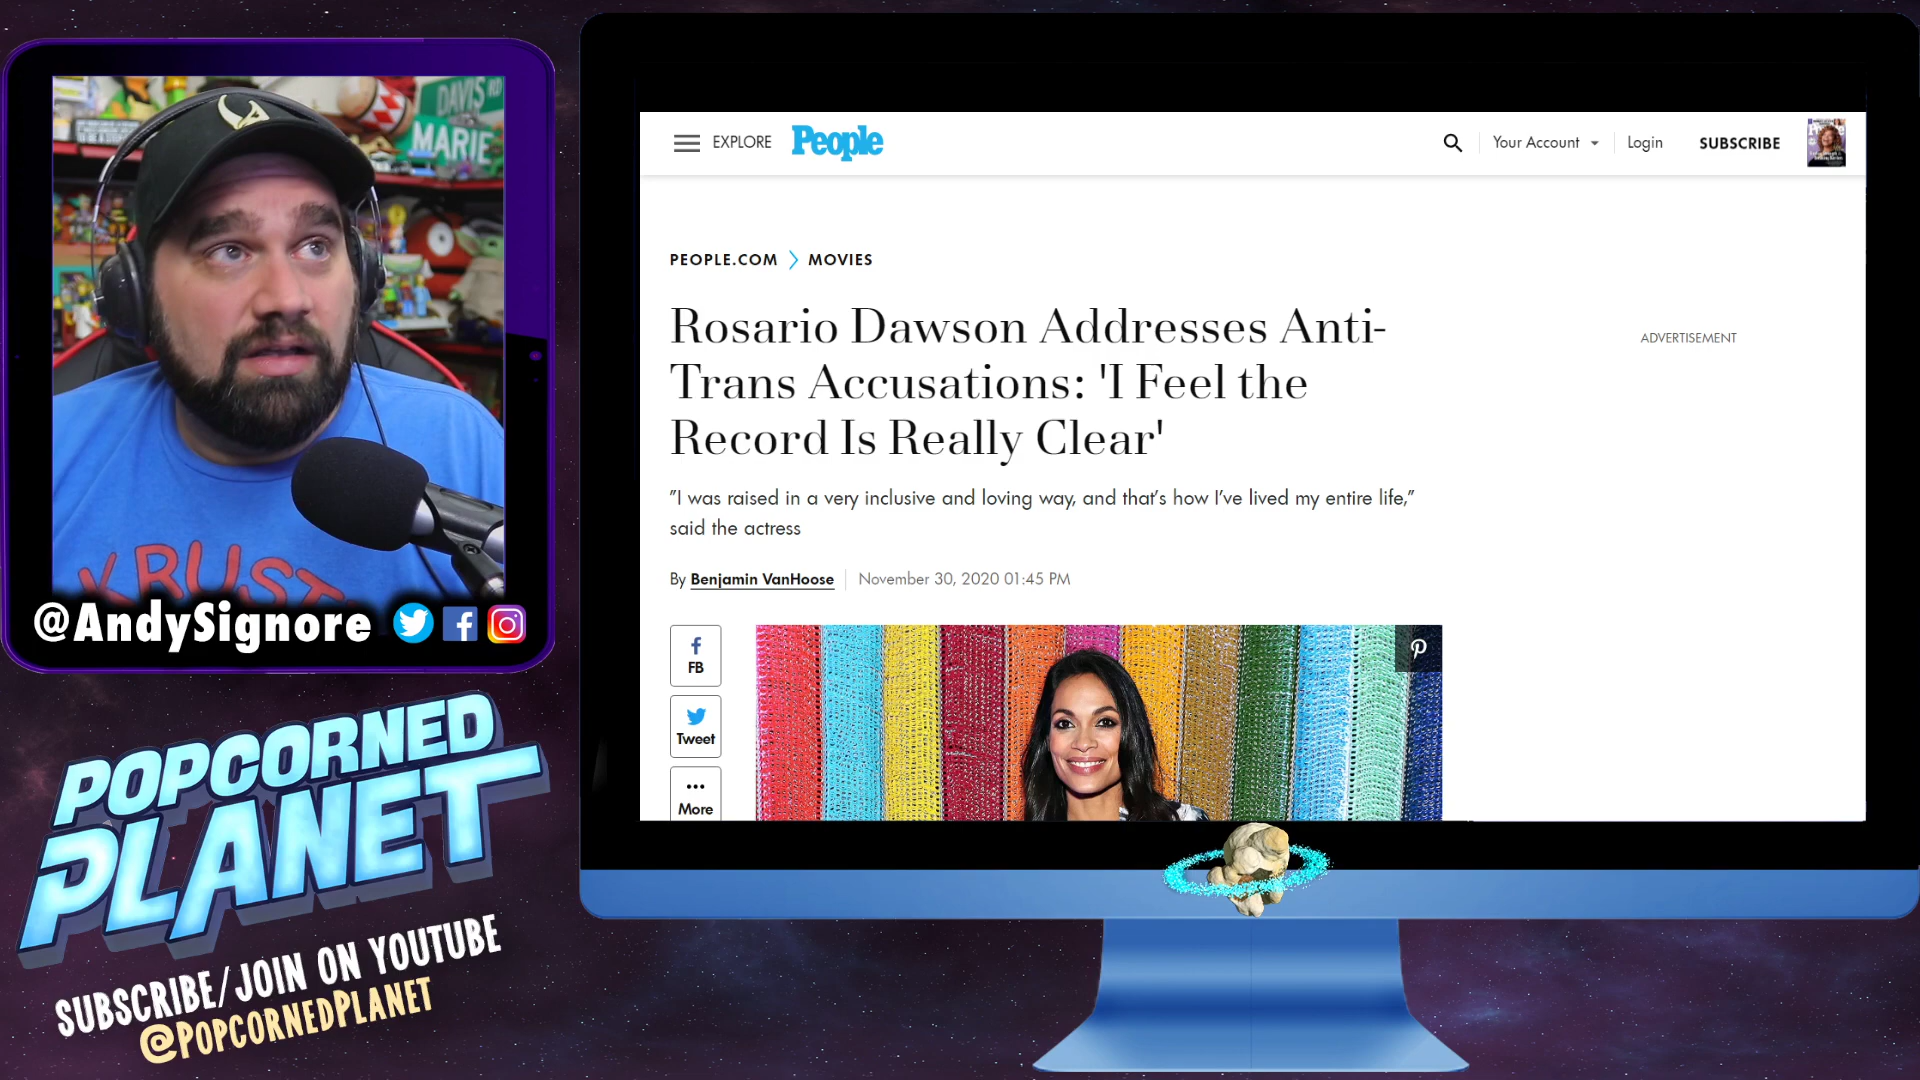 DAVIS RD
MARIE
KRUST
@AndySignore
POPCORNED
PLANET
SUBSCRIBE/JOIN ON YOUTUBE
@POPCORNEDPLANET
EXPLORE
People
Your Account
Login
SUBSCRIBE
PEOPLE.COM > MOVIES
Rosario Dawson Addresses Anti-
Trans Accusations: 'I Feel the
Record Is Really Clear'
"I was raised in a very inclusive and loving way, and that's how I've lived my entire life,"
said the actress
By Benjamin VanHoose
November 30, 2020 01:45 PM
ADVERTISEMENT
FB
Tweet
More